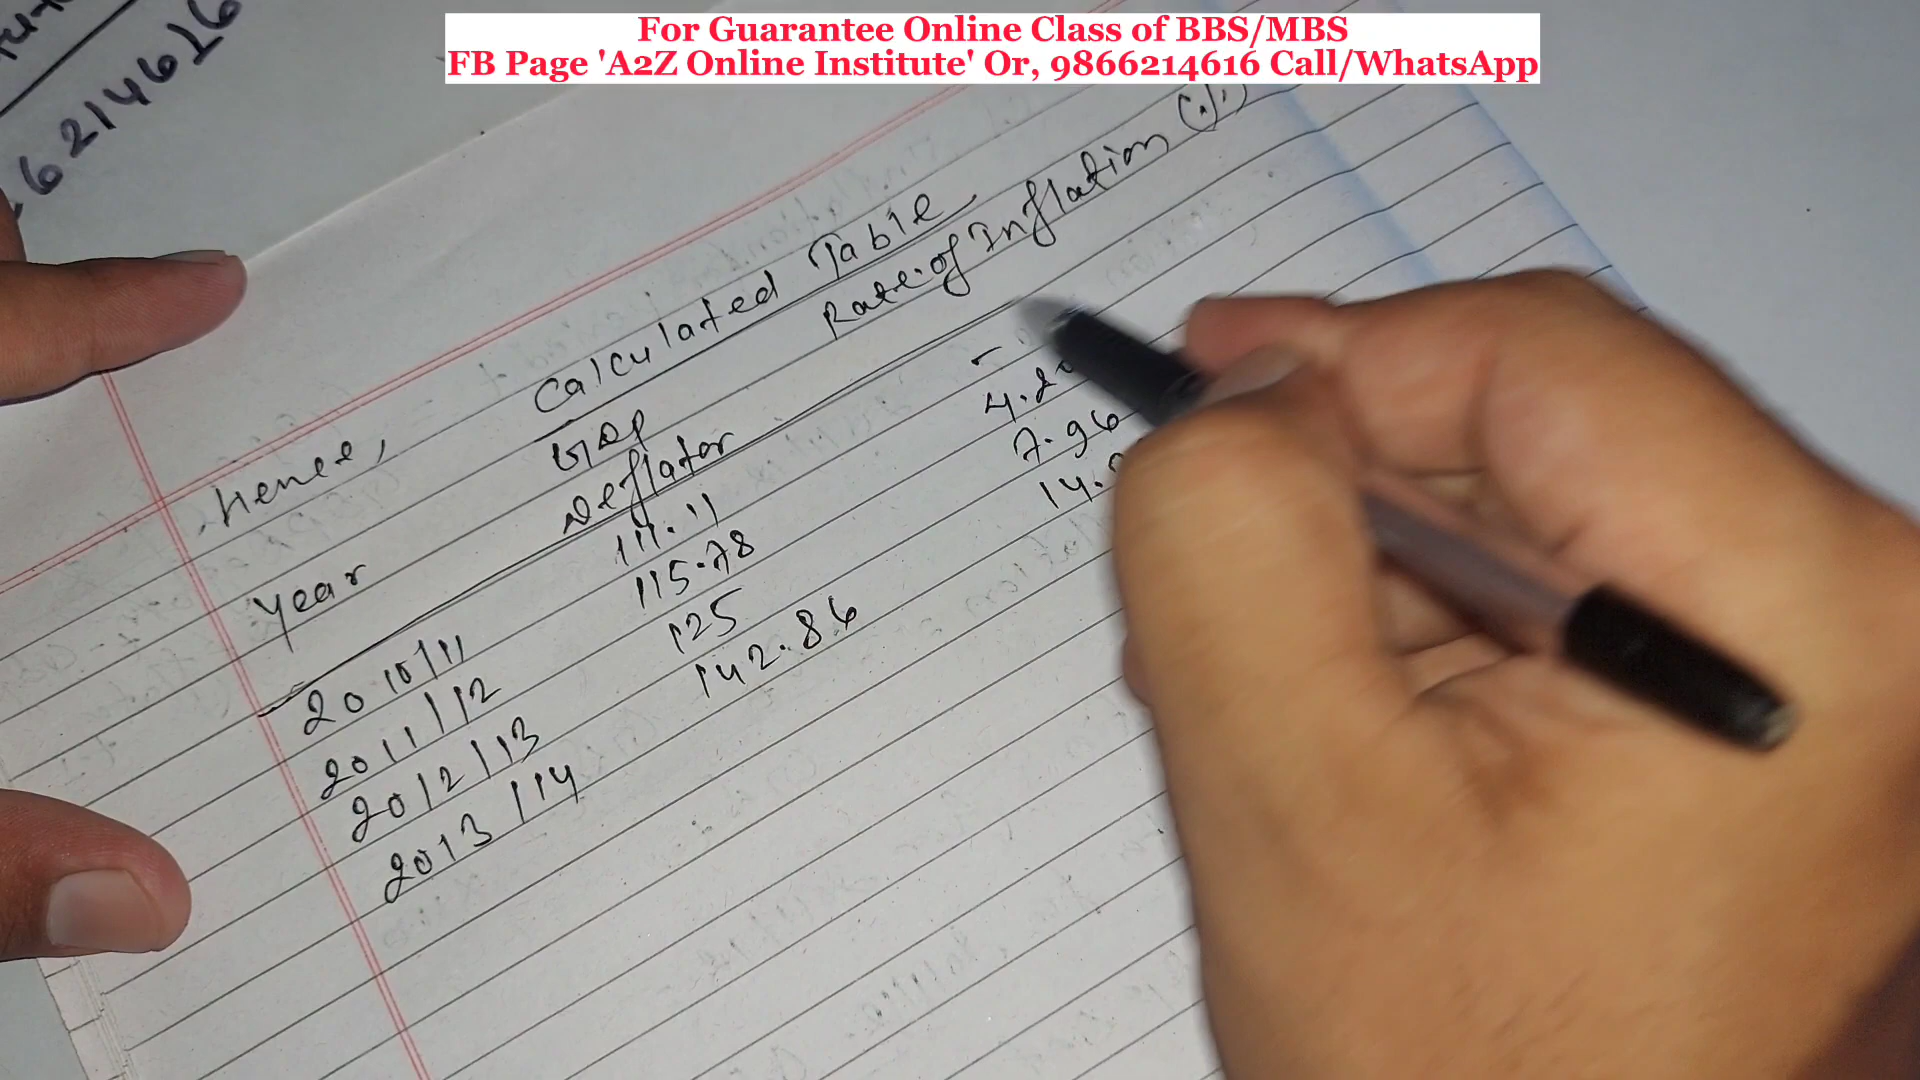 For Guarantee Online Class of BBS/MBS
FB Page 'A2Z Online Institute' Or, 9866214616 Call/WhatsApp
6214616
Hence, Calculated Table
Year GDP Deflator Rate of Inflation (%)
2010/11 111.11 -
2011/12 115.78 4.20
2012/13 125 7.96
2013/14 142.86 14.